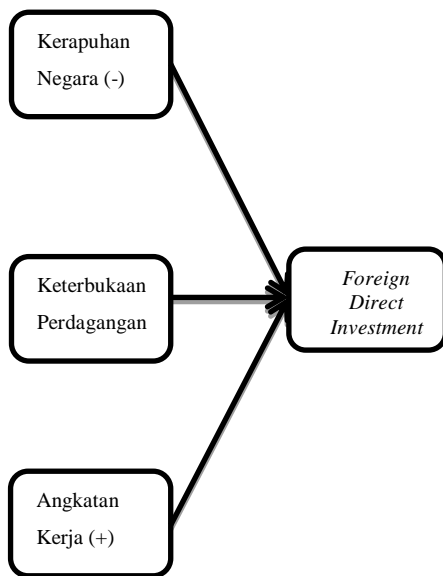 Kerapuhan
Negara (-)
Keterbukaan
Perdagangan
Foreign
Direct
Investment
Angkatan
Kerja (+)